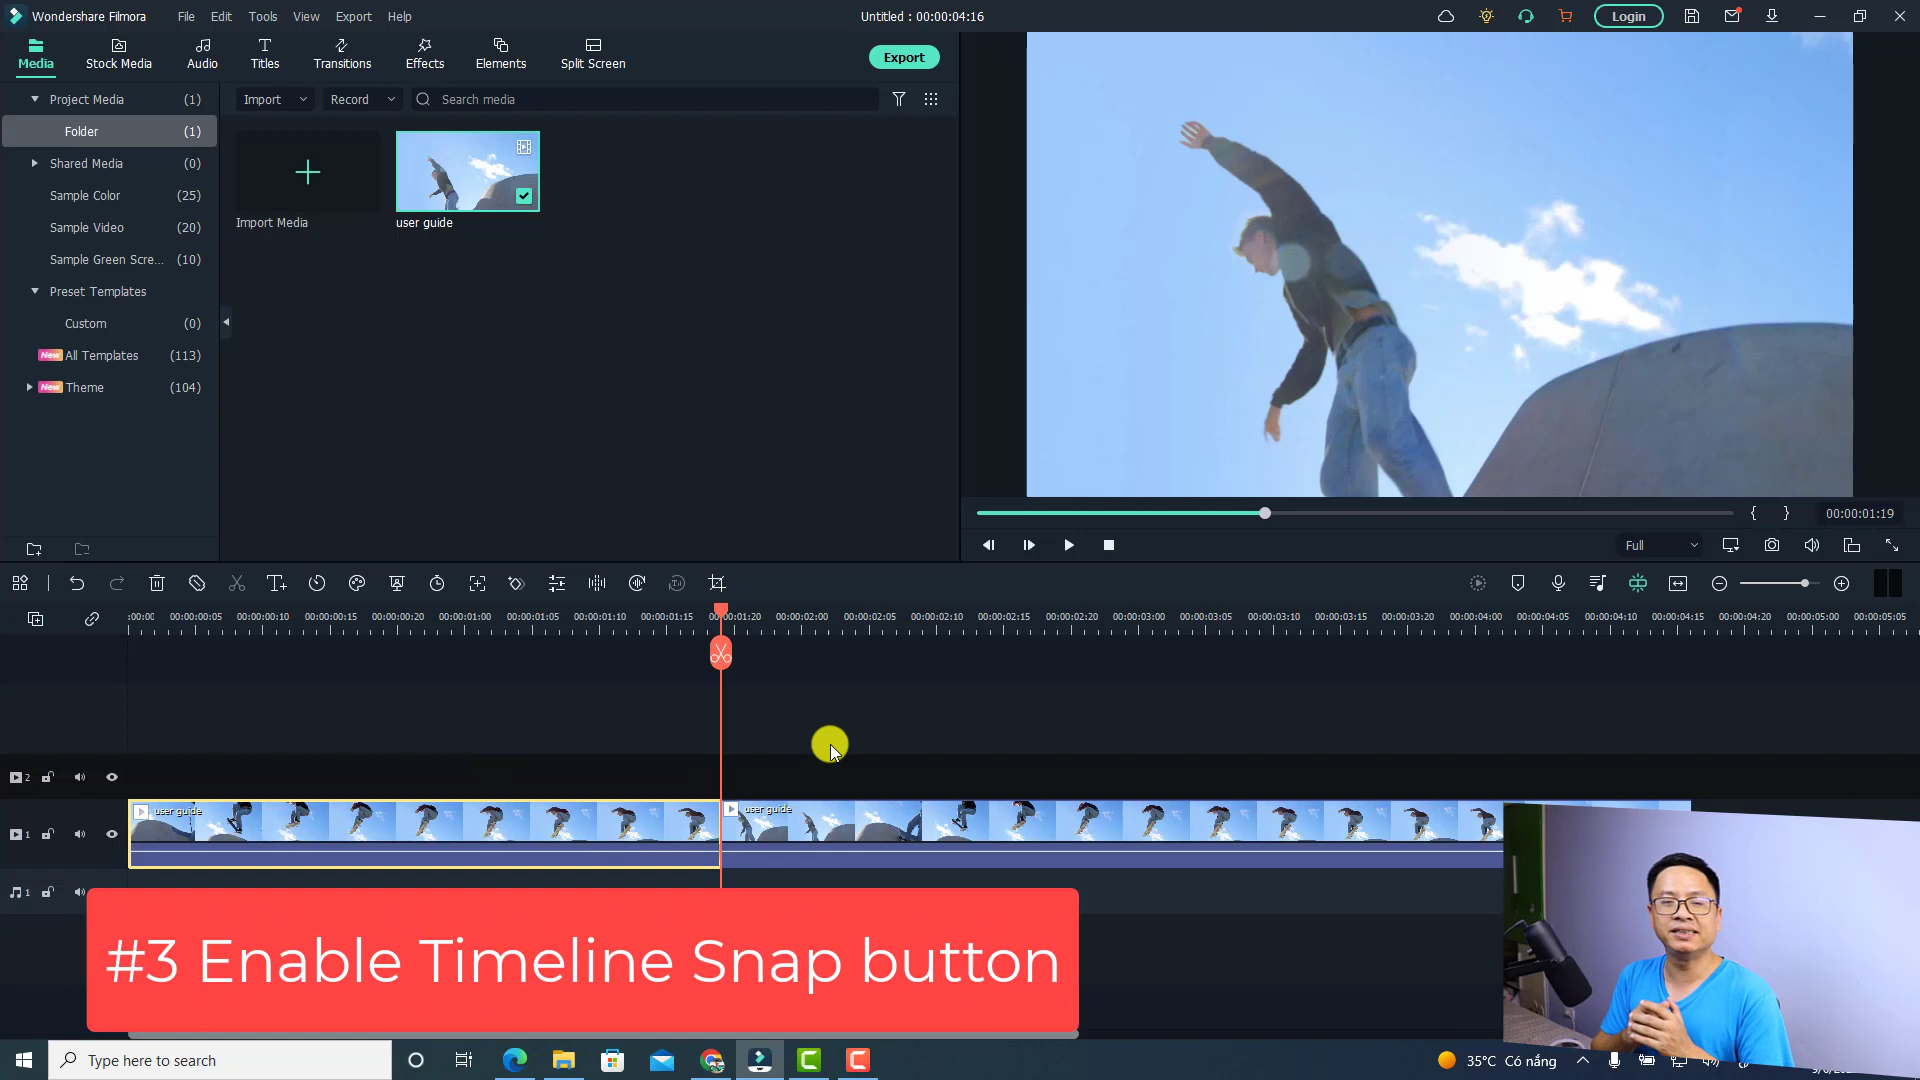 Wondershare Filmora File Edit Tools View Export Help Untitled : 00:00:04:16 Login
Media Stock Media Audio Titles Transitions Effects Elements Split Screen Export
Project Media (1)
Folder (1)
Shared Media (0)
Sample Color (25)
Sample Video (20)
Sample Green Scre... (10)
Preset Templates
Custom (0)
New All Templates (113)
New Theme (104)
Import Record Search media
Import Media user guide
{ } 00:00:01:19
Full
:00:00 00:00:00:05 00:00:00:10 00:00:00:15 00:00:00:20 00:00:01:00 00:00:01:05 00:00:01:10 00:00:01:15 00:00:01:20 00:00:02:00 00:00:02:05 00:00:02:10 00:00:02:15 00:00:02:20 00:00:03:00 00:00:03:05 00:00:03:10 00:00:03:15 00:00:03:20 00:00:04:00 00:00:04:05 00:00:04:10 00:00:04:15 00:00:04:20 00:00:05:00 00:00:05:05
2
user guide user guide
1
1
#3 Enable Timeline Snap button
Type here to search 35°C Có nắng